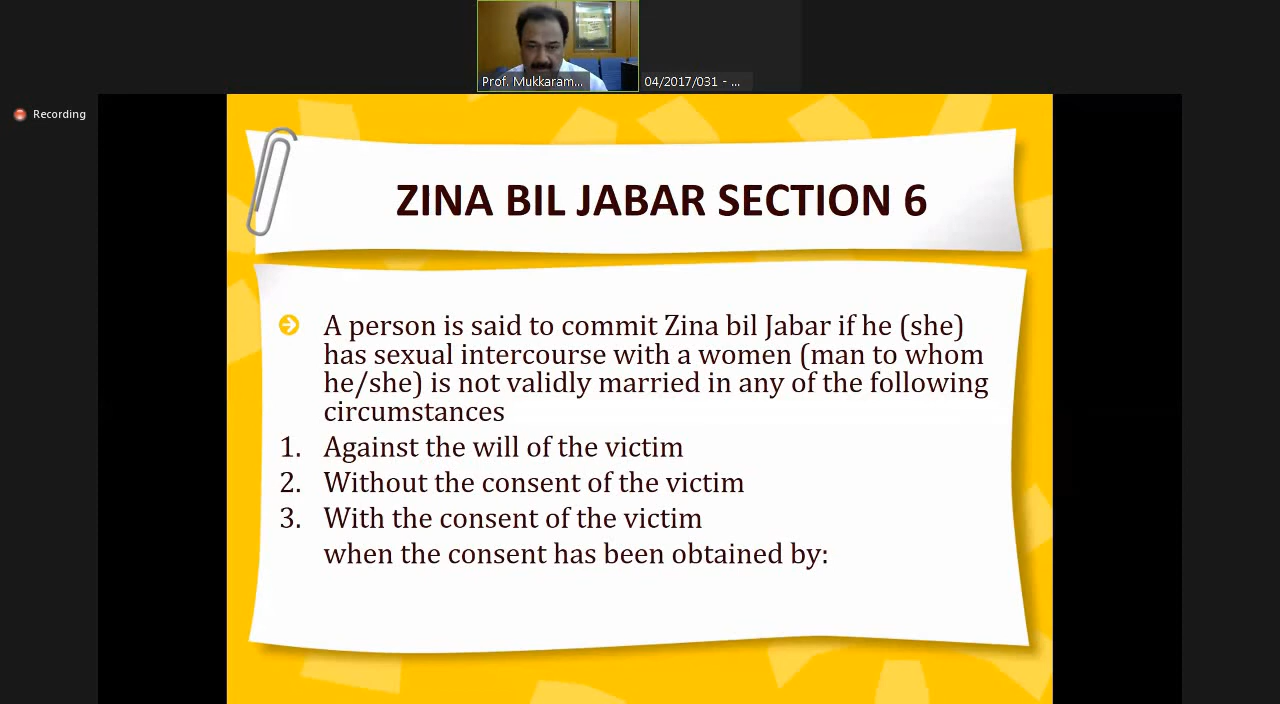 Prof. Mukkaram...
04/2017/031 - ...
Recording
ZINA BIL JABAR SECTION 6
A person is said to commit Zina bil Jabar if he (she)
has sexual intercourse with a women (man to whom
he/she) is not validly married in any of the following
circumstances
1. Against the will of the victim
2. Without the consent of the victim
3. With the consent of the victim
when the consent has been obtained by: